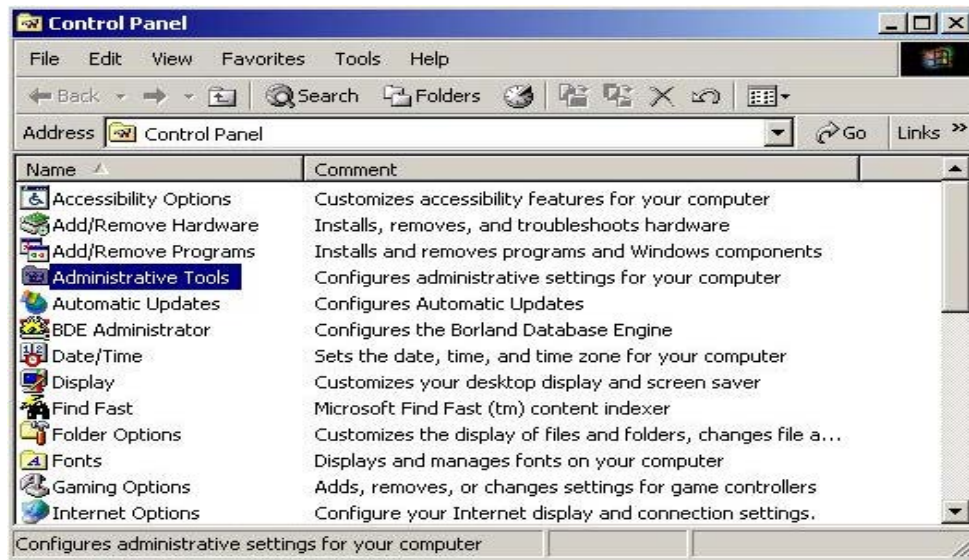 Control Panel
File Edit View Favorites Tools Help
Back Search Folders
Address Control Panel Go Links »
Name Comment
Accessibility Options Customizes accessibility features for your computer
Add/Remove Hardware Installs, removes, and troubleshoots hardware
Add/Remove Programs Installs and removes programs and Windows components
Administrative Tools Configures administrative settings for your computer
Automatic Updates Configures Automatic Updates
BDE Administrator Configures the Borland Database Engine
Date/Time Sets the date, time, and time zone for your computer
Display Customizes your desktop display and screen saver
Find Fast Microsoft Find Fast (tm) content indexer
Folder Options Customizes the display of files and folders, changes file a...
Fonts Displays and manages fonts on your computer
Gaming Options Adds, removes, or changes settings for game controllers
Internet Options Configure your Internet display and connection settings.
Configures administrative settings for your computer